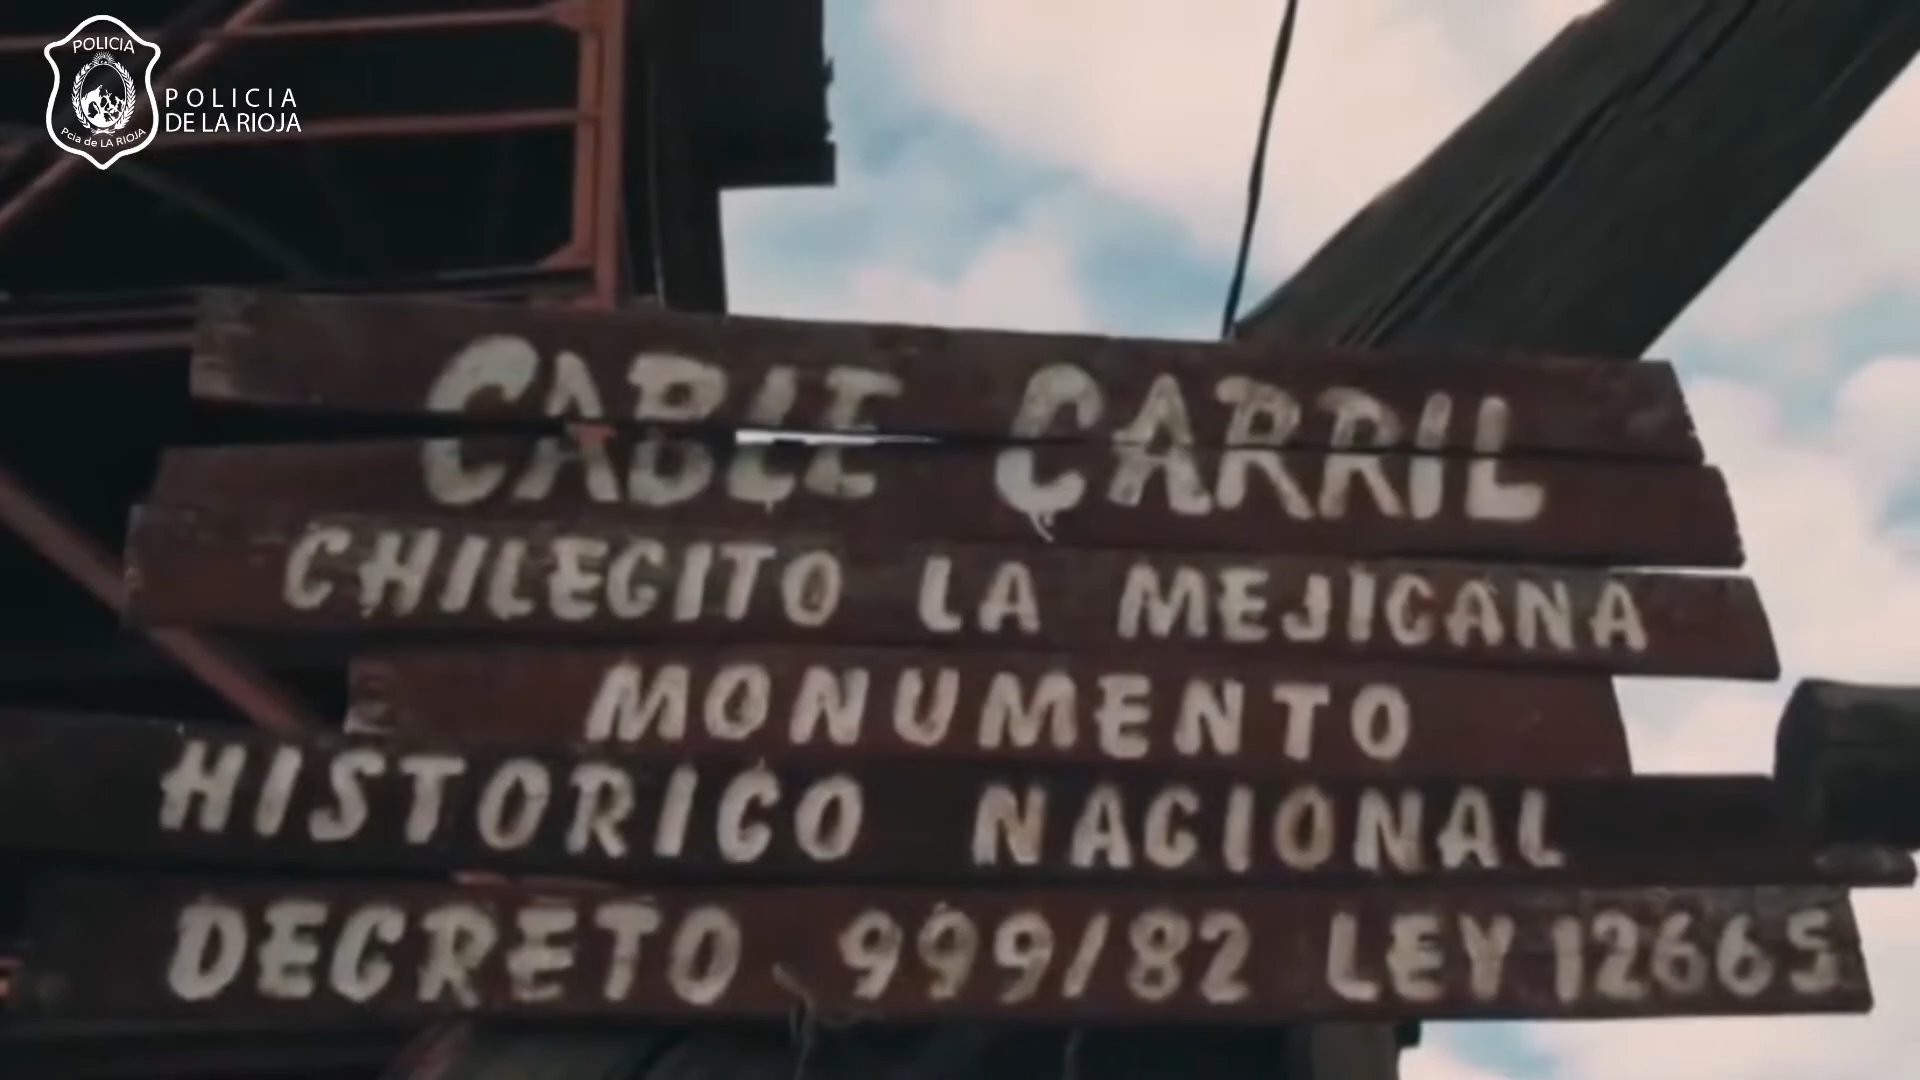 POLICIA
Pcia de LA RIOJA
POLICIA
DE LA RIOJA
CABLE CARRIL
CHILECITO LA MEJICANA
MONUMENTO
HISTORICO NACIONAL
DECRETO 999/82 LEY 12665